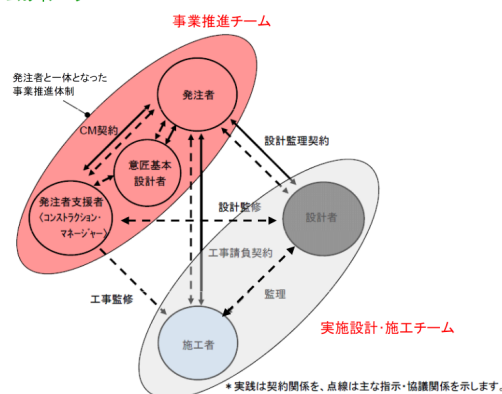 事業推進チーム
発注者と一体となった
事業推進体制
発注者
CM契約
設計監理契約
意匠基本
設計者
発注者支援者
(コンストラクション・
マネージャー)
設計監修
設計者
工事請負契約
工事監修
監理
施工者
実施設計・施工チーム
*実践は契約関係を、点線は主な指示・協議関係を示します。